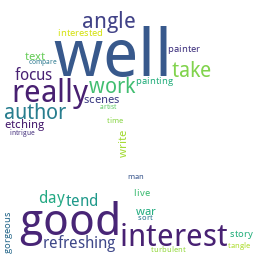 angle
interested
well
painter
text
compare
focus
take
really
work
painting
scenes
author
artist
etching
time
intrigue
write
man
day
tend
live
war
good
sort
gorgeous
refreshing
interest
story
turbulent
tangle